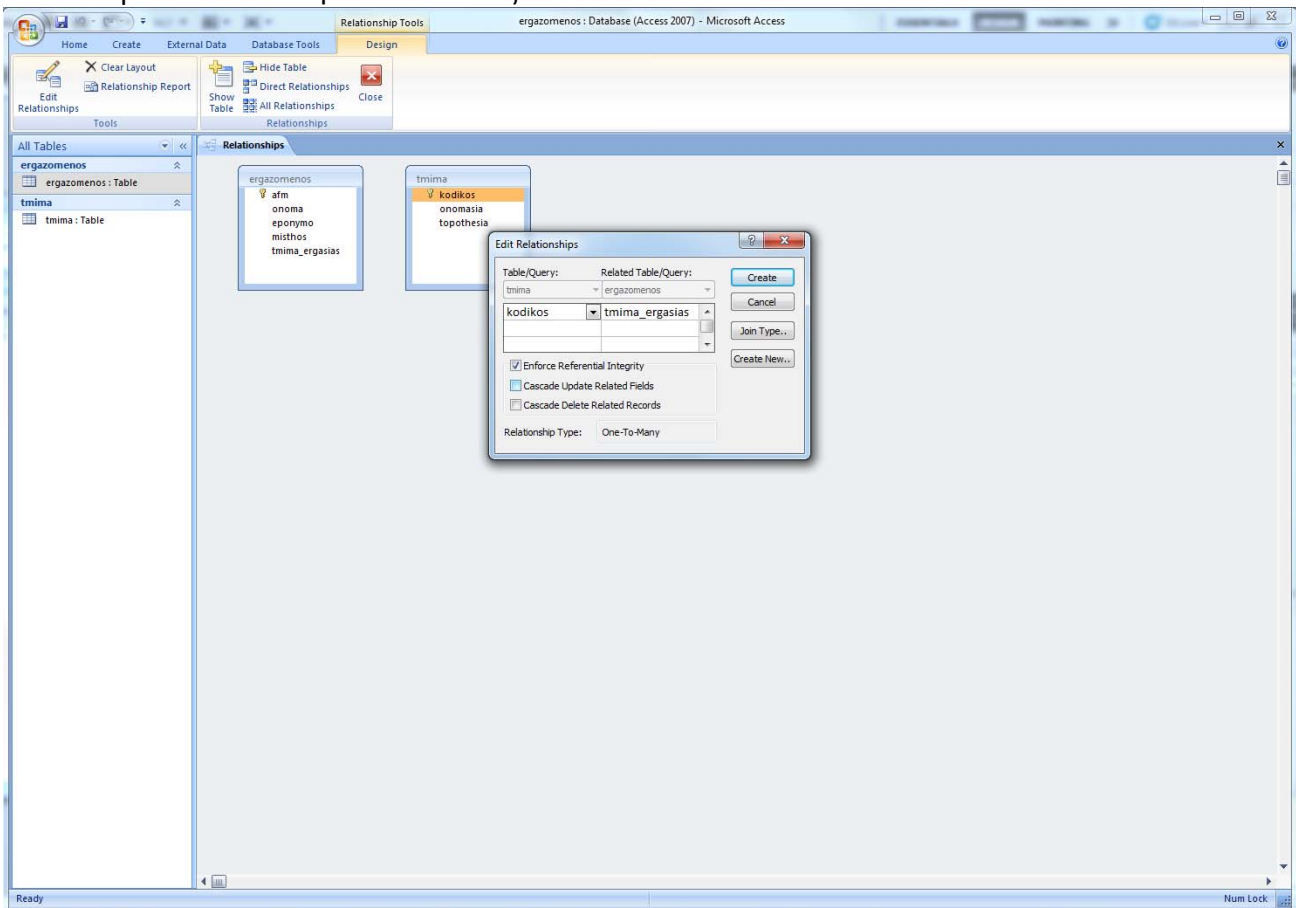 Relationship Tools
ergazomenos : Database (Access 2007) - Microsoft Access
Home Create External Data Database Tools Design
Edit Relationships
Clear Layout
Relationship Report
Tools
Show Table
Hide Table
Direct Relationships
All Relationships
Close
Relationships
All Tables
ergazomenos
ergazomenos : Table
tmima
tmima : Table
Relationships
ergazomenos
afm
onoma
eponymo
misthos
tmima_ergasias
tmima
kodikos
onomasia
topothesia
Edit Relationships
Table/Query: Related Table/Query:
tmima ergazomenos
kodikos tmima_ergasias
Enforce Referential Integrity
Cascade Update Related Fields
Cascade Delete Related Records
Relationship Type: One-To-Many
Create
Cancel
Join Type..
Create New..
Ready
Num Lock